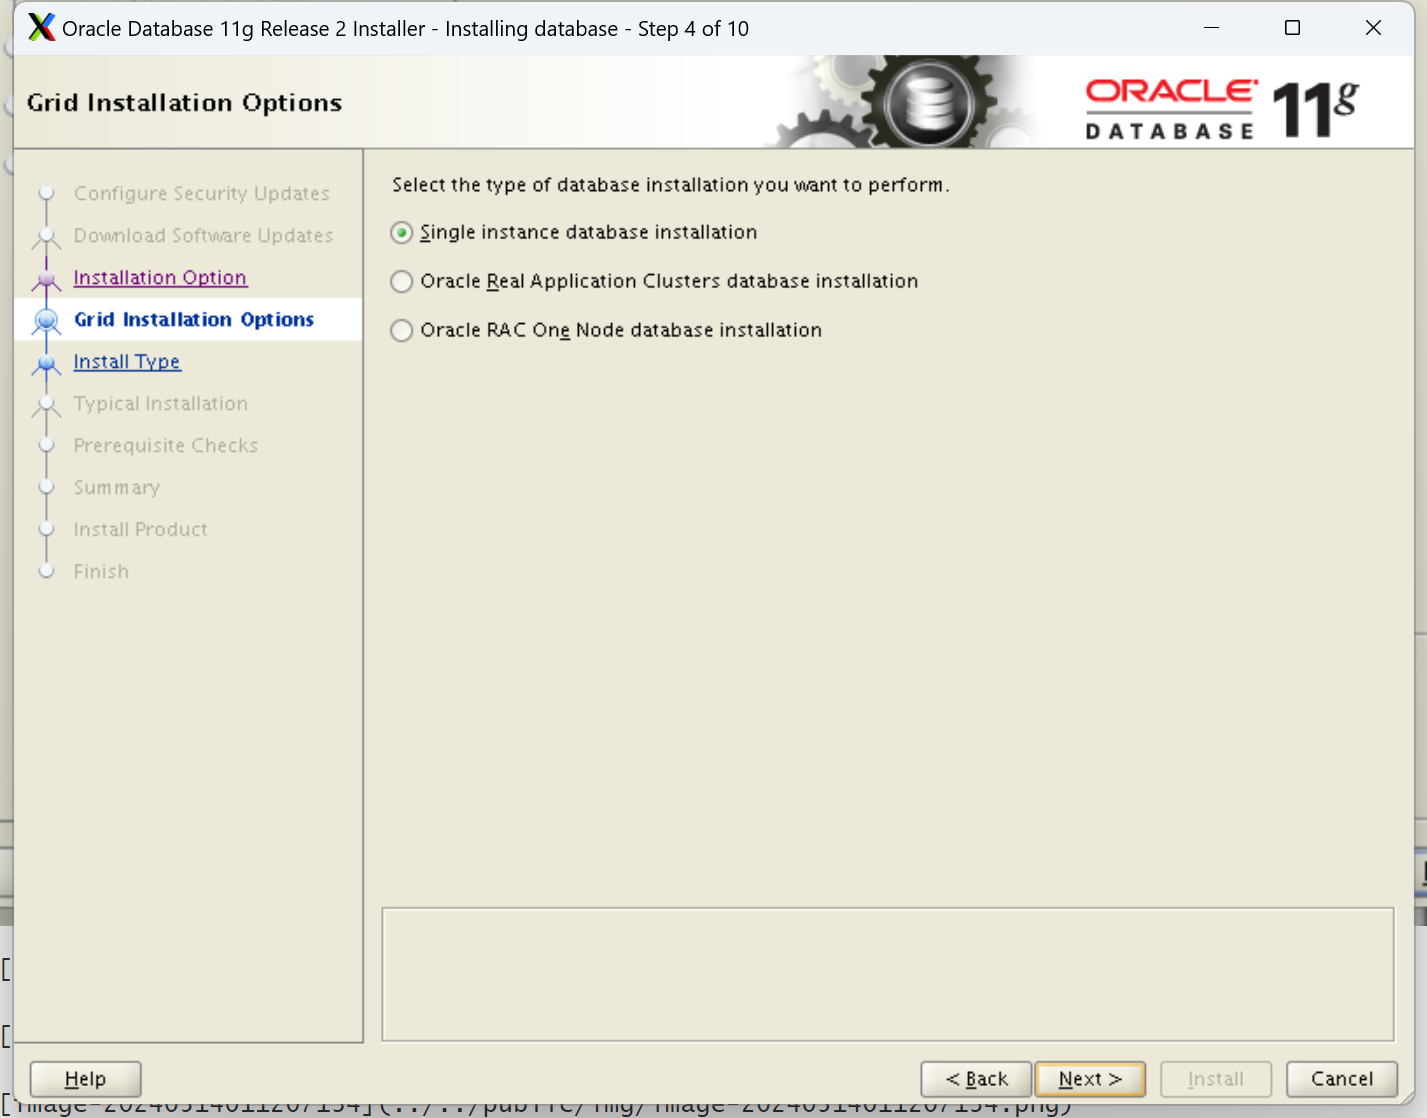 Oracle Database 11g Release 2 Installer - Installing database - Step 4 of 10
Grid Installation Options
ORACLE
DATABASE
11g
Configure Security Updates
Download Software Updates
Installation Option
Grid Installation Options
Install Type
Typical Installation
Prerequisite Checks
Summary
Install Product
Finish
Select the type of database installation you want to perform.
Single instance database installation
Oracle Real Application Clusters database installation
Oracle RAC One Node database installation
[
[
Help
< Back
Next >
Install
Cancel
[image-20240314011207134](../../public/img/image-20240314011207134.png)